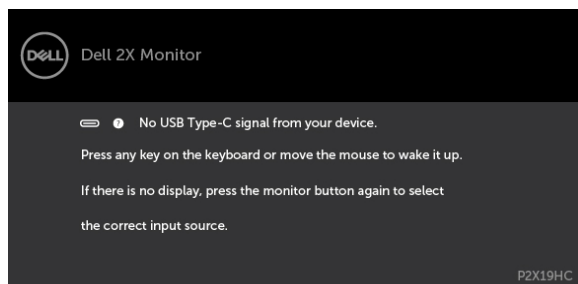 DELL
Dell 2X Monitor
? No USB Type-C signal from your device.
Press any key on the keyboard or move the mouse to wake it up.
If there is no display, press the monitor button again to select
the correct input source.
P2X19HC